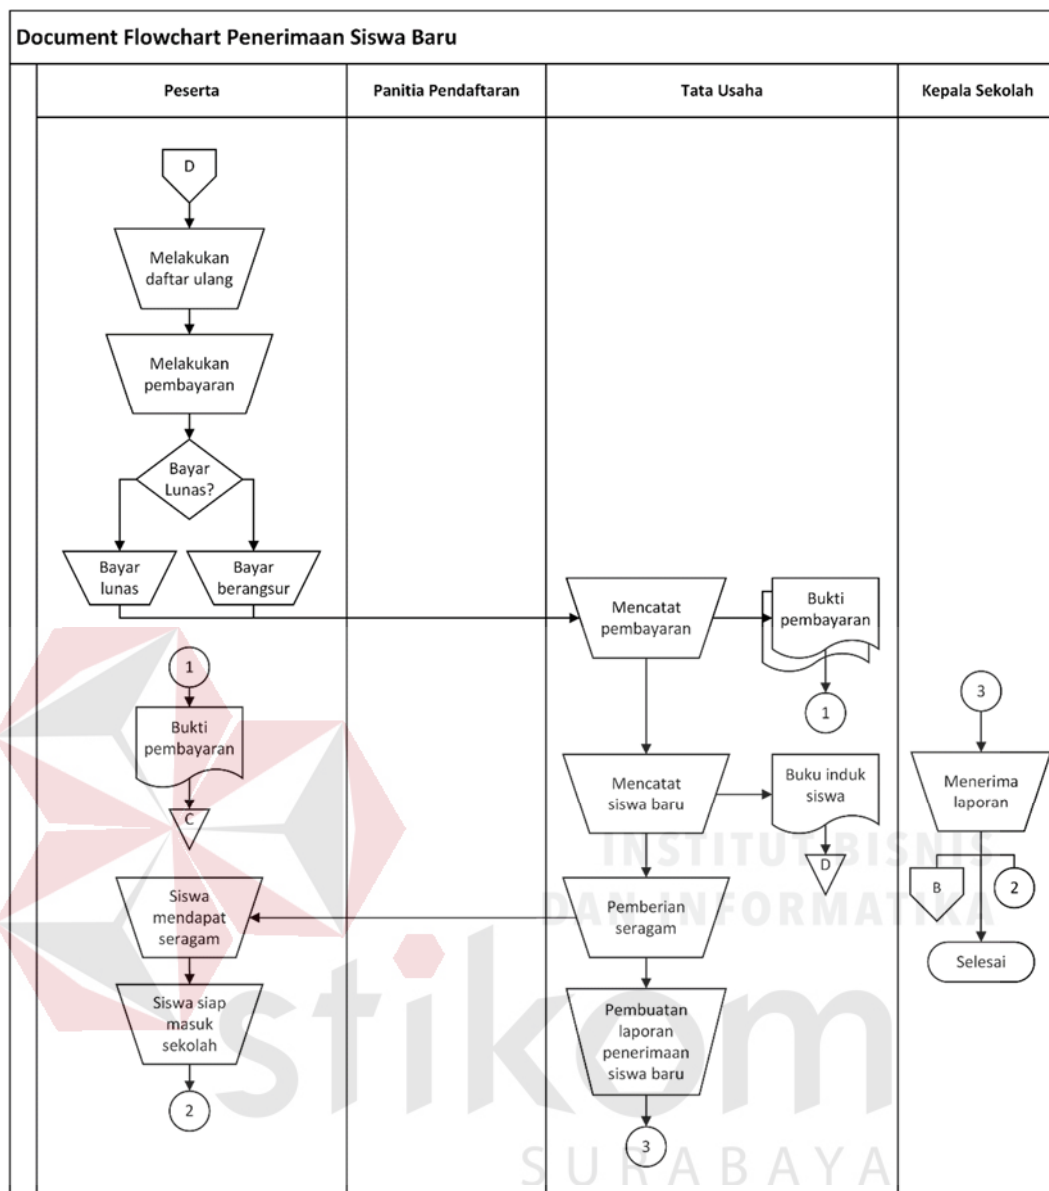 Document Flowchart Penerimaan Siswa Baru
Peserta
Panitia Pendaftaran
Tata Usaha
Kepala Sekolah
D
Melakukan
daftar ulang
Melakukan
pembayaran
Bayar
Lunas?
Bayar
lunas
Bayar
berangsur
Mencatat
pembayaran
Bukti
pembayaran
1
1
Bukti
pembayaran
C
3
Mencatat
siswa baru
Buku induk
siswa
D
Menerima
laporan
B
2
Selesai
Siswa
mendapat
seragam
Pemberian
seragam
Siswa siap
masuk
sekolah
2
Pembuatan
laporan
penerimaan
siswa baru
3
INSTITUT BISNIS
DAN INFORMATIKA
stikom
SURABAYA